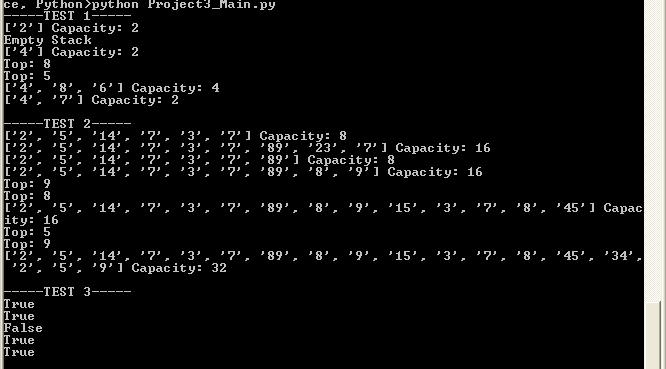 ce, Python>python Project3_Main.py
-----TEST 1-----
['2'] Capacity: 2
Empty Stack
['4'] Capacity: 2
Top: 8
Top: 5
['4', '8', '6'] Capacity: 4
['4', '7'] Capacity: 2
-----TEST 2-----
['2', '5', '14', '7', '3', '7'] Capacity: 8
['2', '5', '14', '7', '3', '7', '89', '23', '7'] Capacity: 16
['2', '5', '14', '7', '3', '7', '89'] Capacity: 8
['2', '5', '14', '7', '3', '7', '89', '8', '9'] Capacity: 16
Top: 9
Top: 8
['2', '5', '14', '7', '3', '7', '89', '8', '9', '15', '3', '7', '8', '45'] Capac
ity: 16
Top: 5
Top: 9
['2', '5', '14', '7', '3', '7', '89', '8', '9', '15', '3', '7', '8', '45', '34',
 '2', '5', '9'] Capacity: 32
-----TEST 3-----
True
True
False
True
True